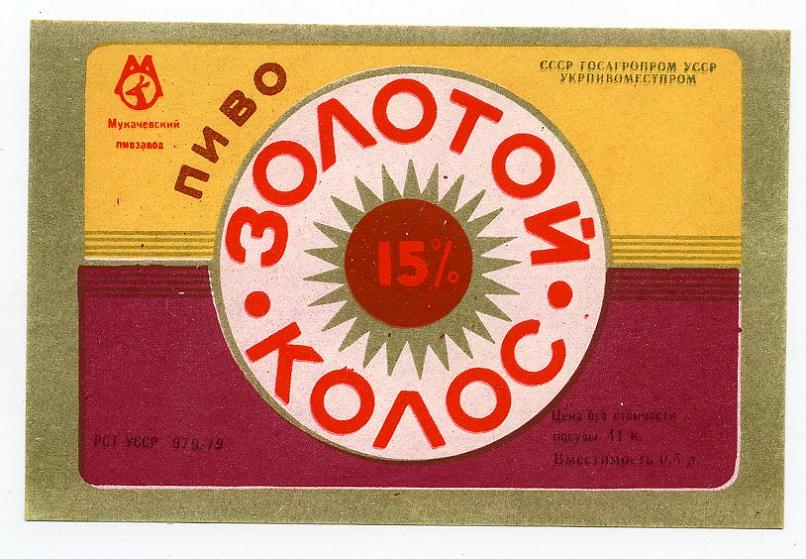 СССР ГОСАГРОПРОМ УССР
УКРПИВОМЕСТПРОМ
Мукачевский
пивзавод
ПИВО
ЗОЛОТОЙ
• КОЛОС •
15%
РСТ УССР 970-79
Цена без стоимости
посуды 41 к.
Вместимость 0,5 л.